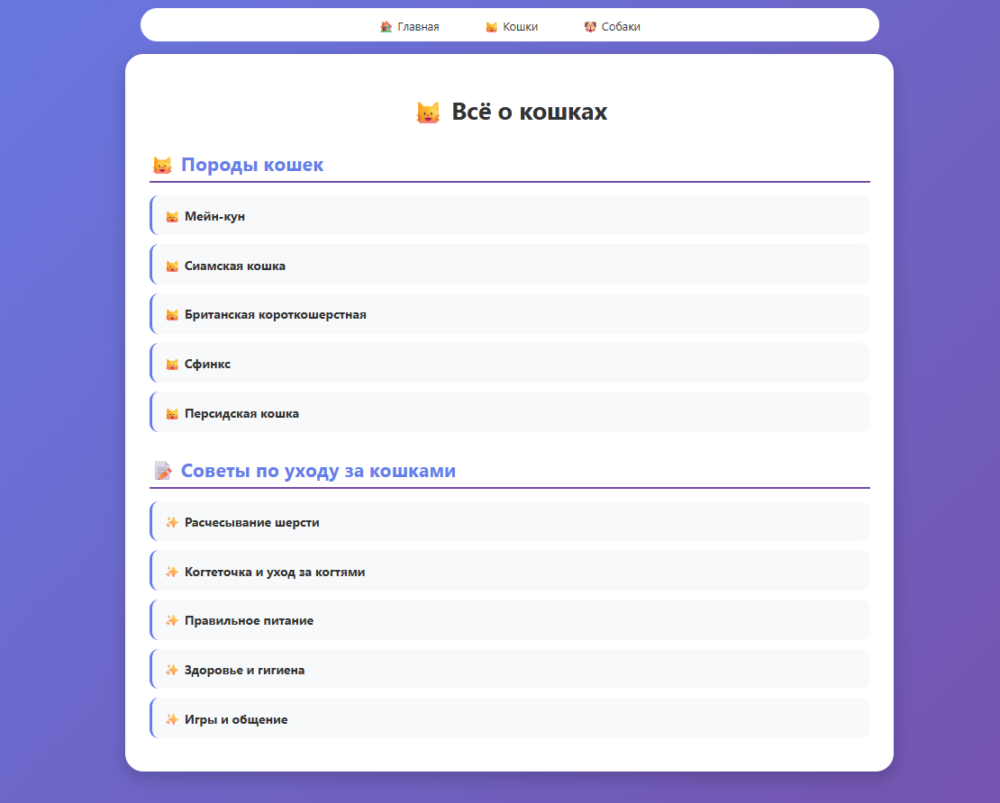 Главная Кошки Собаки
Всё о кошках
Породы кошек
Мейн-кун
Сиамская кошка
Британская короткошерстная
Сфинкс
Персидская кошка
Советы по уходу за кошками
Расчесывание шерсти
Когтеточка и уход за когтями
Правильное питание
Здоровье и гигиена
Игры и общение